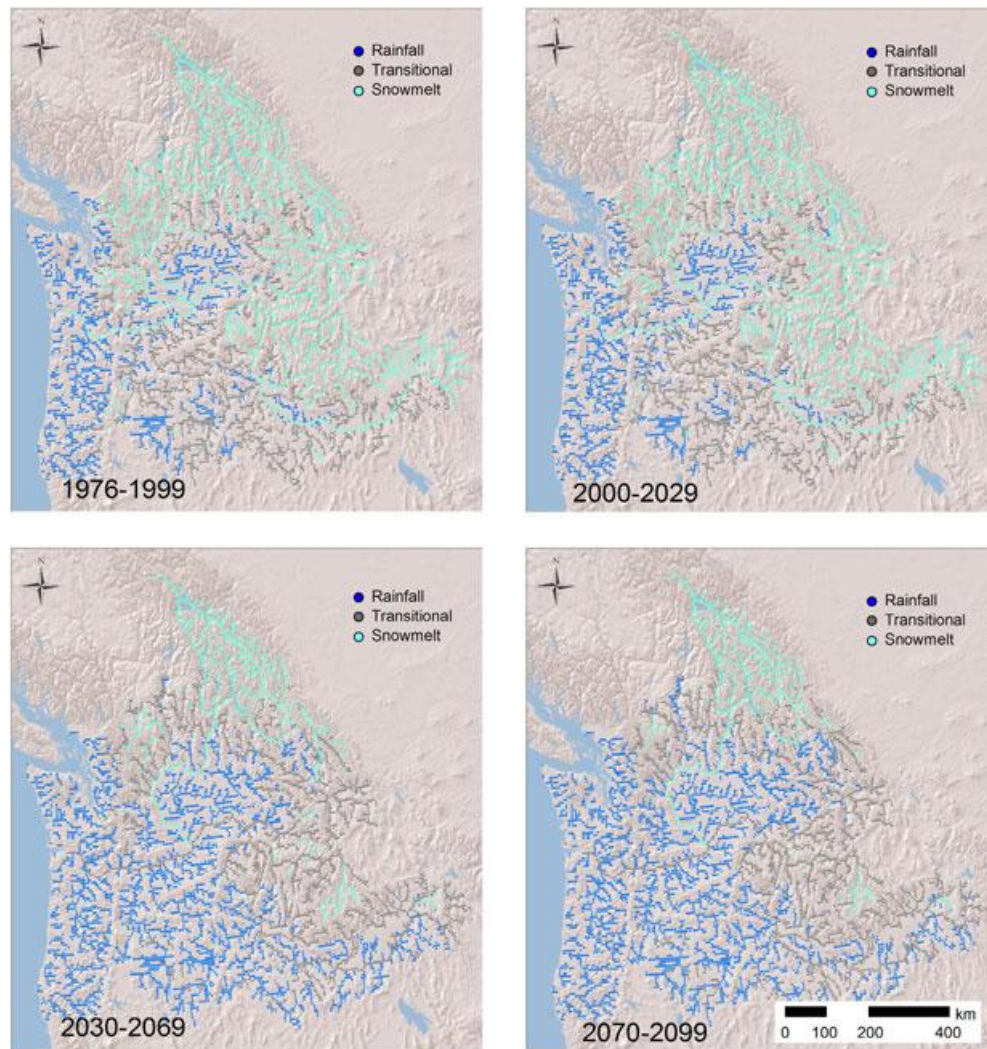 N
Rainfall
Transitional
Snowmelt
1976-1999
N
Rainfall
Transitional
Snowmelt
2000-2029
N
Rainfall
Transitional
Snowmelt
2030-2069
N
Rainfall
Transitional
Snowmelt
2070-2099
km
0 100 200 400